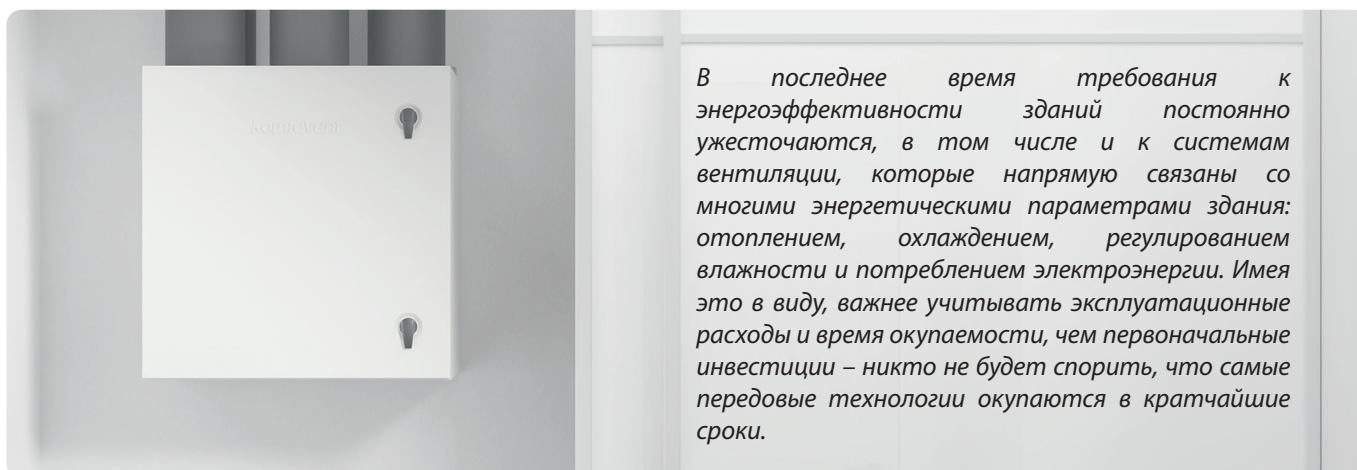 komfovent
В последнее время требования к
энергоэффективности зданий постоянно
ужесточаются, в том числе и к системам
вентиляции, которые напрямую связаны со
многими энергетическими параметрами здания:
отоплением, охлаждением, регулированием
влажности и потреблением электроэнергии. Имея
это в виду, важнее учитывать эксплуатационные
расходы и время окупаемости, чем первоначальные
инвестиции – никто не будет спорить, что самые
передовые технологии окупаются в кратчайшие
сроки.